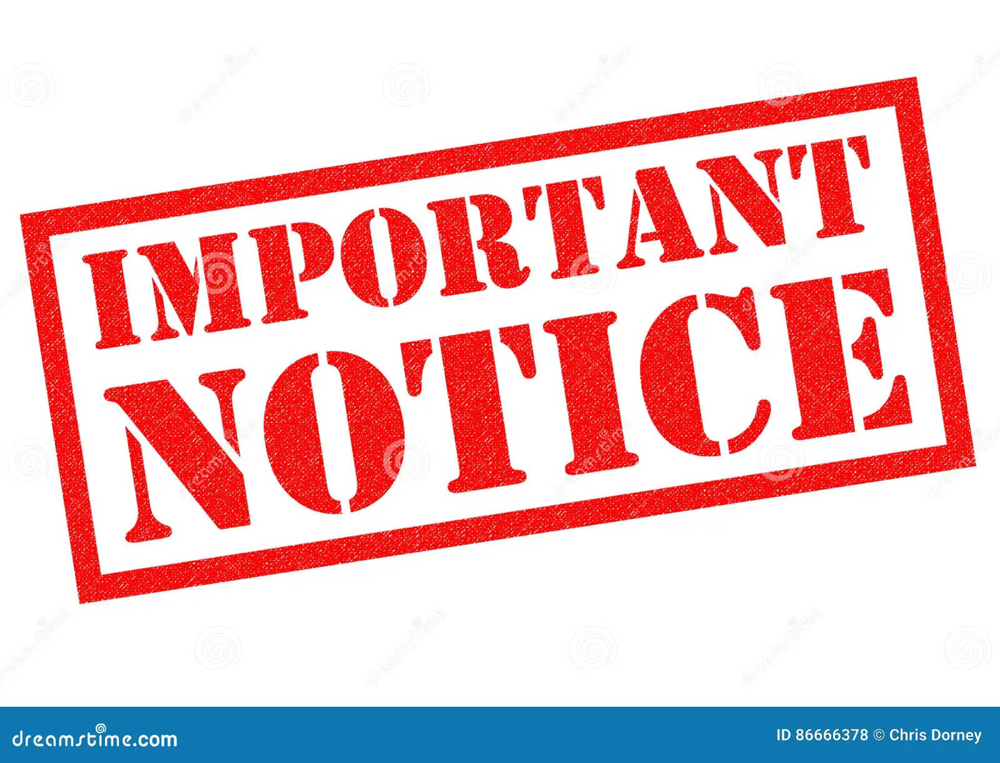 IMPORTANT
NOTICE
dreamstime.com
ID 86666378 © Chris Dorney